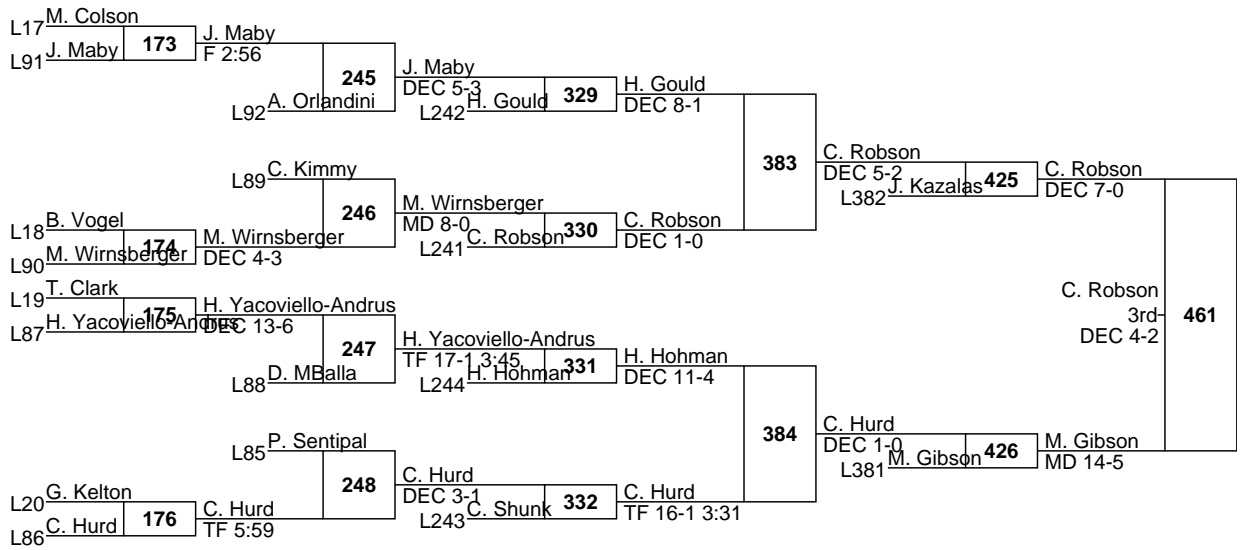 L17 M. Colson
L91 J. Maby
173
J. Maby
F 2:56
L92 A. Orlandini
245
J. Maby
DEC 5-3
L242 H. Gould
329
H. Gould
DEC 8-1
L89 C. Kimmy
L18 B. Vogel
L90 M. Wirnsberger
174
M. Wirnsberger
DEC 4-3
246
M. Wirnsberger
MD 8-0
L241 C. Robson
330
C. Robson
DEC 1-0
383
C. Robson
DEC 5-2
L382 J. Kazalas
425
C. Robson
DEC 7-0
L19 T. Clark
L87 H. Yacoviello-Andrus
175
H. Yacoviello-Andrus
DEC 13-6
L88 D. MBalla
247
H. Yacoviello-Andrus
TF 17-1 3:45
L244 H. Hohman
331
H. Hohman
DEC 11-4
L85 P. Sentipal
L20 G. Kelton
L86 C. Hurd
176
C. Hurd
TF 5:59
248
C. Hurd
DEC 3-1
L243 C. Shunk
332
C. Hurd
TF 16-1 3:31
384
C. Hurd
DEC 1-0
L381 M. Gibson
426
M. Gibson
MD 14-5
C. Robson
3rd
DEC 4-2
461